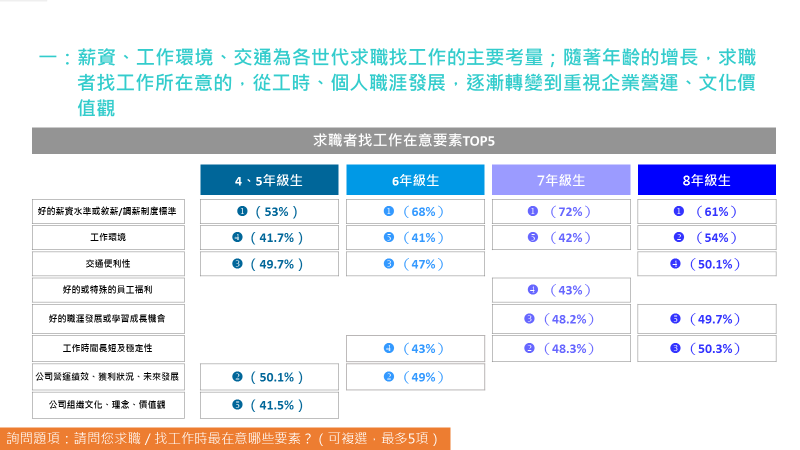 一：薪資、工作環境、交通為各世代求職找工作的主要考量；隨著年齡的增長，求職
者找工作所在意的，從工時、個人職涯發展，逐漸轉變到重視企業營運、文化價
值觀
求職者找工作在意要素TOP5
4、5年級生 6年級生 7年級生 8年級生
好的薪資水準或敘薪/調薪制度標準 ❶（53%） ❶（68%） ❶（72%） ❶（61%）
工作環境 ❹（41.7%） ❺（41%） ❺（42%） ❷（54%）
交通便利性 ❸（49.7%） ❸（47%） ❹（50.1%）
好的或特殊的員工福利 ❹（43%）
好的職涯發展或學習成長機會 ❸（48.2%） ❺（49.7%）
工作時間長短及穩定性 ❹（43%） ❷（48.3%） ❸（50.3%）
公司營運績效、獲利狀況、未來發展 ❷（50.1%） ❷（49%）
公司組織文化、理念、價值觀 ❺（41.5%）
詢問題項：請問您求職／找工作時最在意哪些要素？（可複選，最多5項）